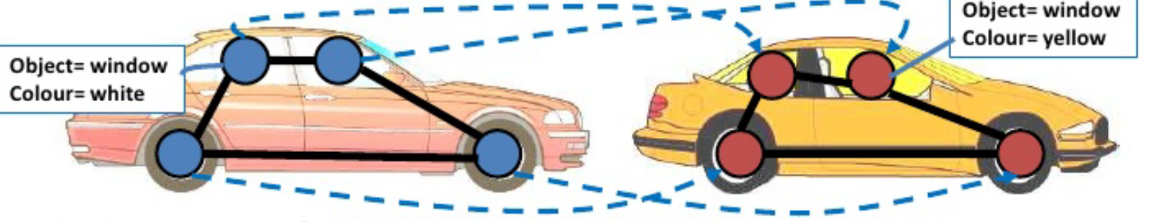 Object= window
Colour= white
Object= window
Colour= yellow